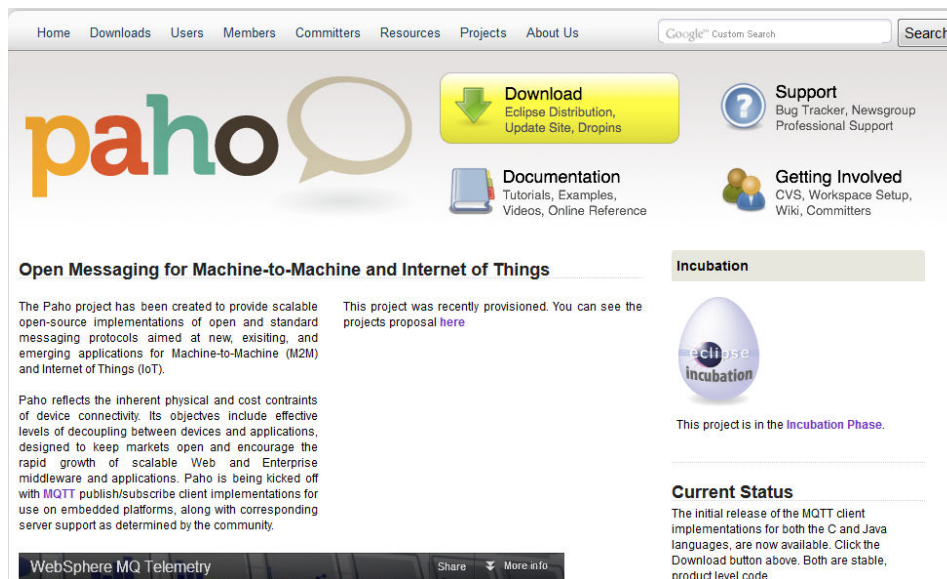 Home Downloads Users Members Committers Resources Projects About Us
Google™ Custom Search
Search
paho
Download
Eclipse Distribution,
Update Site, Dropins
Support
Bug Tracker, Newsgroup
Professional Support
Documentation
Tutorials, Examples,
Videos, Online Reference
Getting Involved
CVS, Workspace Setup,
Wiki, Committers
Open Messaging for Machine-to-Machine and Internet of Things
The Paho project has been created to provide scalable
open-source implementations of open and standard
messaging protocols aimed at new, exisiting, and
emerging applications for Machine-to-Machine (M2M)
and Internet of Things (IoT).
Paho reflects the inherent physical and cost contraints
of device connectivity. Its objectves include effective
levels of decoupling between devices and applications,
designed to keep markets open and encourage the
rapid growth of scalable Web and Enterprise
middleware and applications. Paho is being kicked off
with MQTT publish/subscribe client implementations for
use on embedded platforms, along with corresponding
server support as determined by the community.
This project was recently provisioned. You can see the
projects proposal here
WebSphere MQ Telemetry
Share More info
Incubation
eclipse
incubation
This project is in the Incubation Phase.
Current Status
The initial release of the MQTT client
implementations for both the C and Java
languages, are now available. Click the
Download button above. Both are stable,
product level code